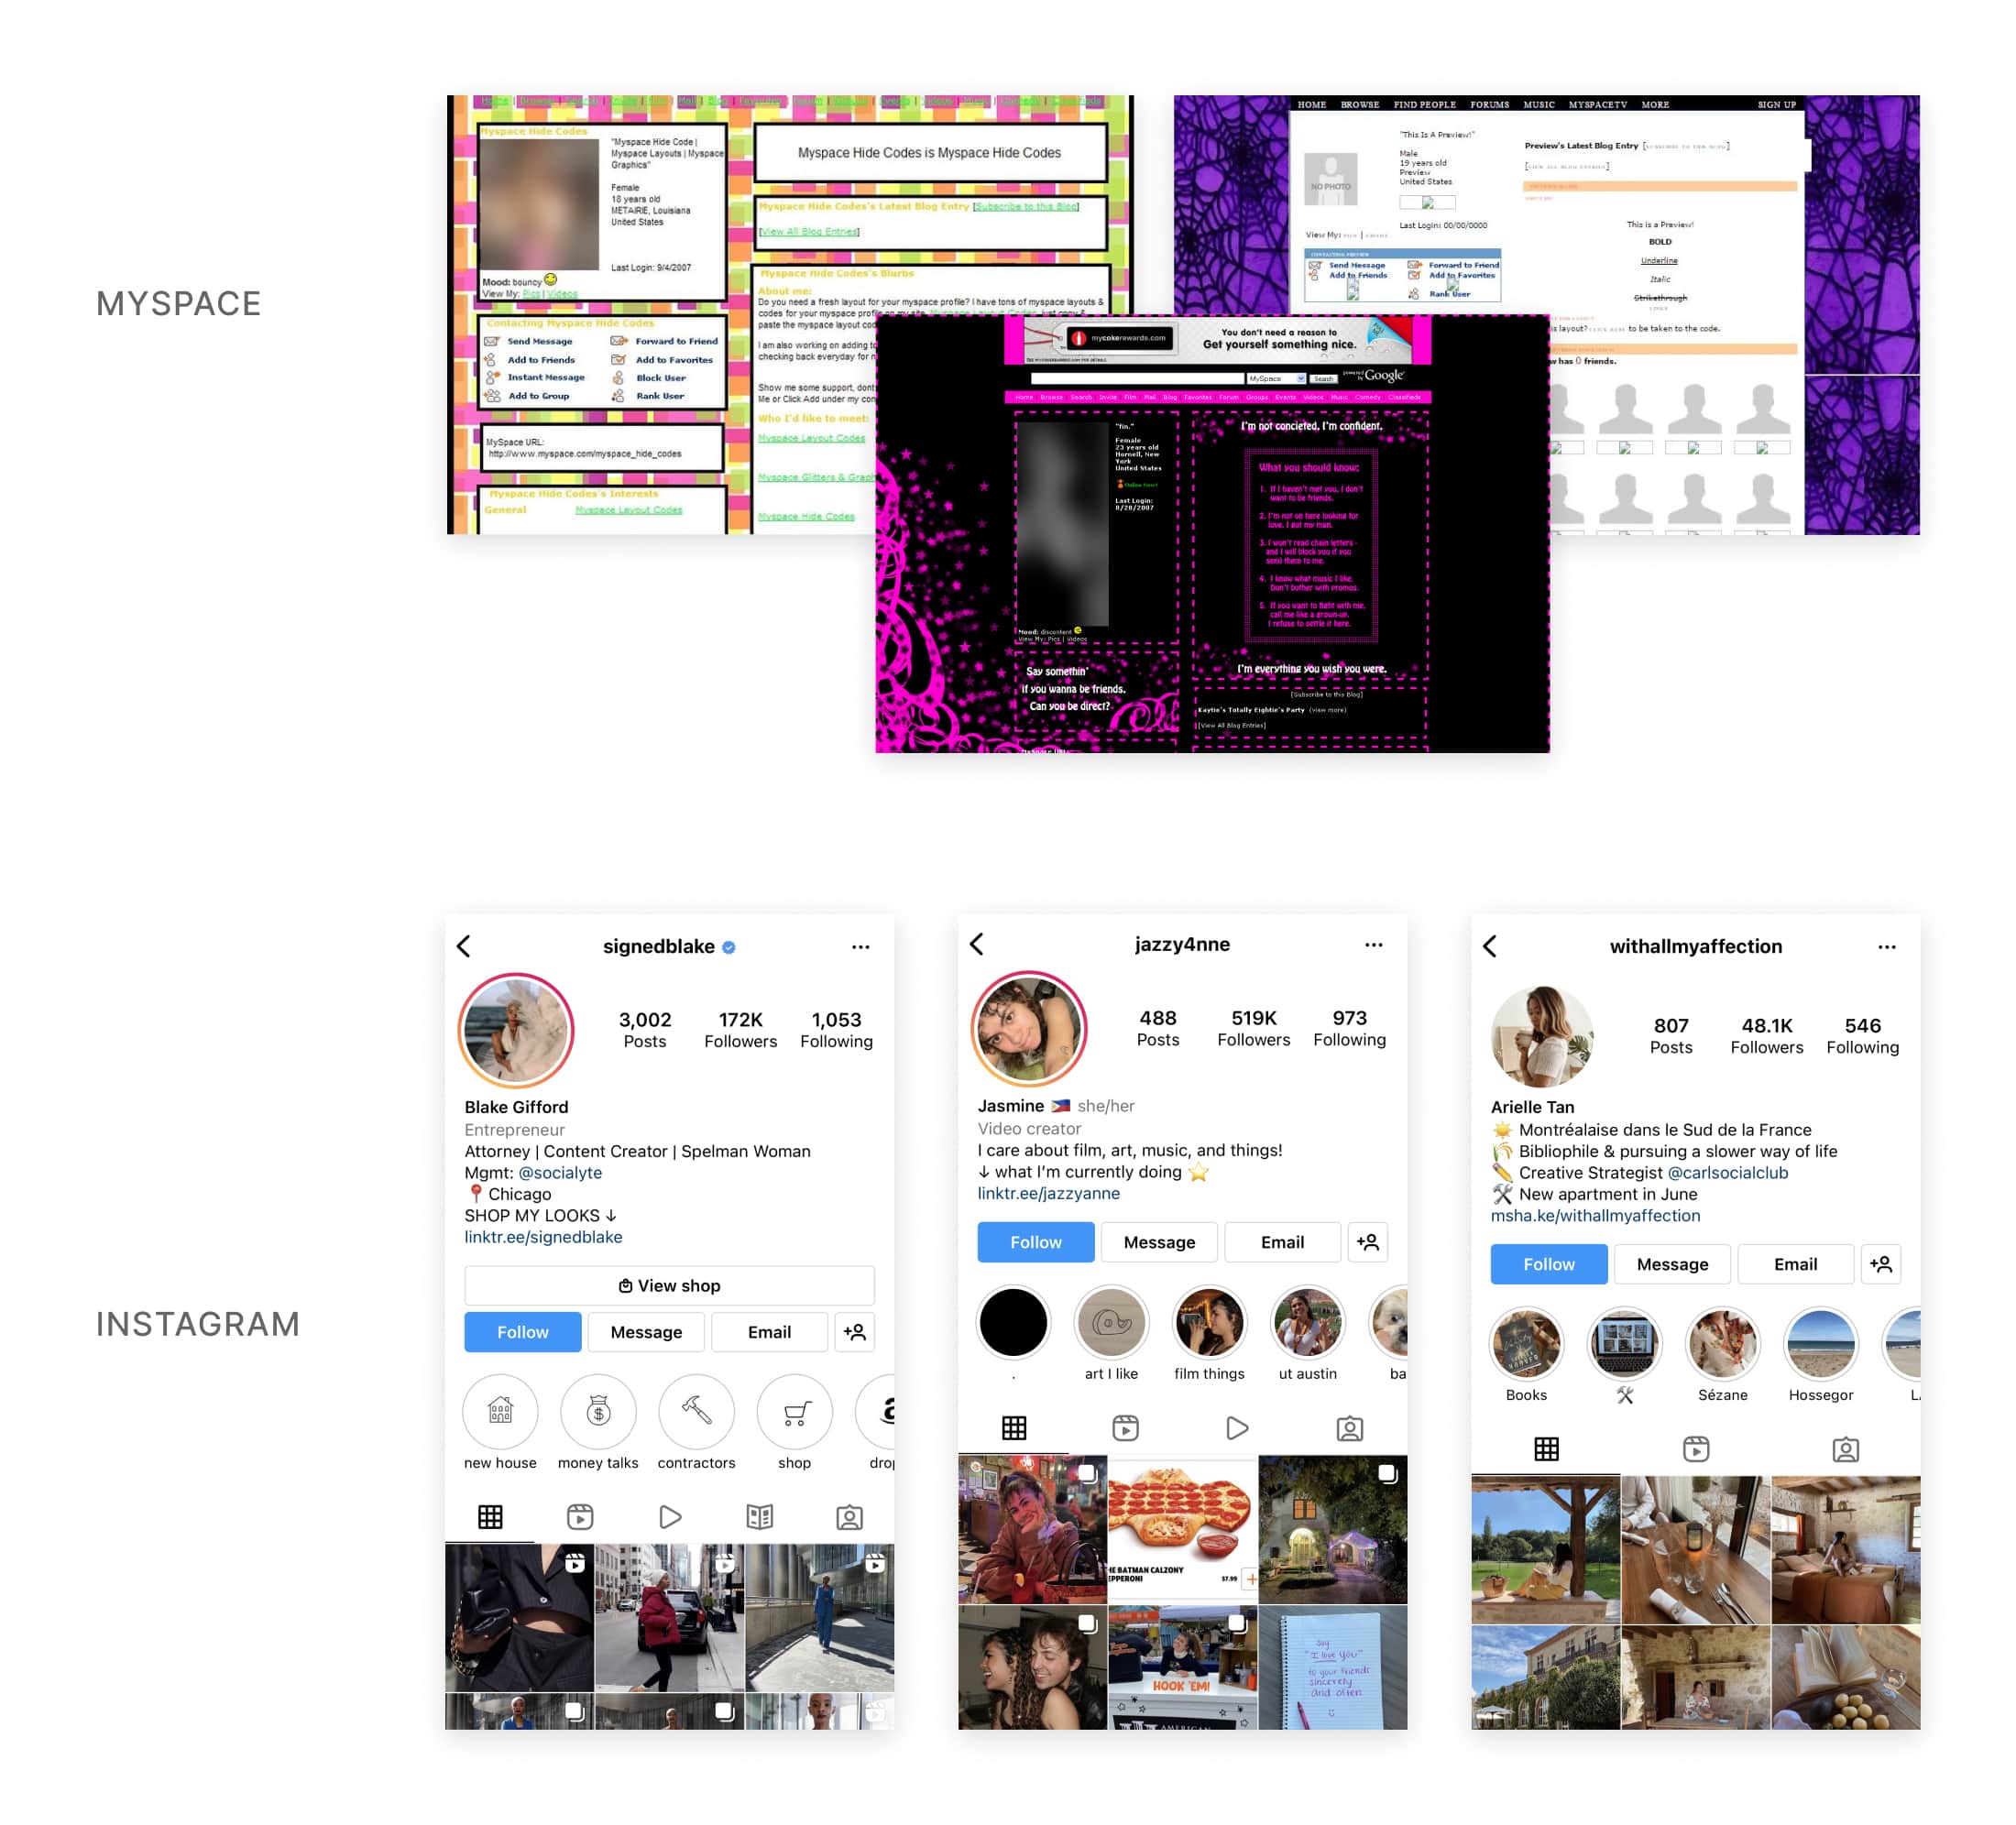 MYSPACE
Home | Browse
Myspace Hide Codes
"Myspace Hide Code |
Myspace Layouts | Myspace
Graphics"
Female
18 years old
METAIRE, Louisiana
United States
Last Login: 9/4/2007
Mood: bouncy
View My: Pics | Videos
Contacting Myspace Hide Codes
Send Message
Forward to Friend
Add to Friends
Add to Favorites
Instant Message
Block User
Add to Group
Rank User
MySpace URL:
http://www.myspace.com/myspace_hide_codes
Myspace Hide Codes's Interests
General
Myspace Layout Codes
Myspace Hide Codes is Myspace Hide Codes
Myspace Hide Codes's Latest Blog Entry [Subscribe to this Blog]
[View All Blog Entries]
Myspace Hide Codes's Blurbs
About me:
Do you need a fresh layout for your myspace profile? I have tons of myspace layouts &
codes for your myspace profile on my site.
paste the myspace layout cod
I am also working on adding t
checking back everyday for n
Show me some support, dont
Me or Click Add under my con
Who I'd like to meet:
Myspace Layout Codes
Myspace Glitters & Graph
Myspace Hide Codes
HOME BROWSE FIND PEOPLE FORUMS MUSIC MYSPACETV MORE SIGN UP
"This Is A Preview!"
NO PHOTO
Male
19 years old
Preview
United States
Last Login: 00/00/0000
View My:
Send Message
Forward to Friend
Add to Friends
Add to Favorites
Rank User
Preview's Latest Blog Entry
This is a Preview!
BOLD
Underline
Italic
Strikethrough
is layout? to be taken to the code.
w has 0 friends.
mycokerewards.com
You don't need a reason to
Get yourself something nice.
MySpace
Search
powered by Google
Home Browse Search Invite Film Mail Blog Favorites Forum Groups Events Videos Music Comedy Classifieds
"fin."
Female
23 years old
Hornell, New
York
United States
Online Now!
Last Login:
8/20/2007
Mood: discontent
View My: Pics | Videos
Say somethin'
if you wanna be friends.
Can you be direct?
I'm not concieted, I'm confident.
What you should know:
1. If I haven't met you, I don't
want to be friends.
2. I'm not on here looking for
love. I got my man.
3. I won't read chain letters -
and I will block you if you
send them to me.
4. I know what music I like.
Don't bother with promos.
5. If you want to fight with me,
call me like a grown-up.
I refuse to settle it here.
I'm everything you wish you were.
[Subscribe to this Blog]
Kaytie's Totally Eightie's Party (view more)
[View All Blog Entries]
INSTAGRAM
signedblake
3,002 172K 1,053
Posts Followers Following
Blake Gifford
Entrepreneur
Attorney | Content Creator | Spelman Woman
Mgmt: @socialyte
📍 Chicago
SHOP MY LOOKS ↓
linktr.ee/signedblake
View shop
Follow Message Email
new house money talks contractors shop dro
jazzy4nne
488 519K 973
Posts Followers Following
Jasmine 🇵🇭 she/her
Video creator
I care about film, art, music, and things!
↓ what I'm currently doing ⭐
linktr.ee/jazzyanne
Follow Message Email
. art I like film things ut austin ba
HE BATMAN CALZONY
EPPERONI $7.99
HOOK 'EM!
AMERICAN
Say
"I love you"
to your friends
sincerely
and often
withallmyaffection
807 48.1K 546
Posts Followers Following
Arielle Tan
☀️ Montréalaise dans le Sud de la France
🌾 Bibliophile & pursuing a slower way of life
✏️ Creative Strategist @carlsocialclub
🛠 New apartment in June
msha.ke/withallmyaffection
Follow Message Email
Books 🛠 Sézane Hossegor L